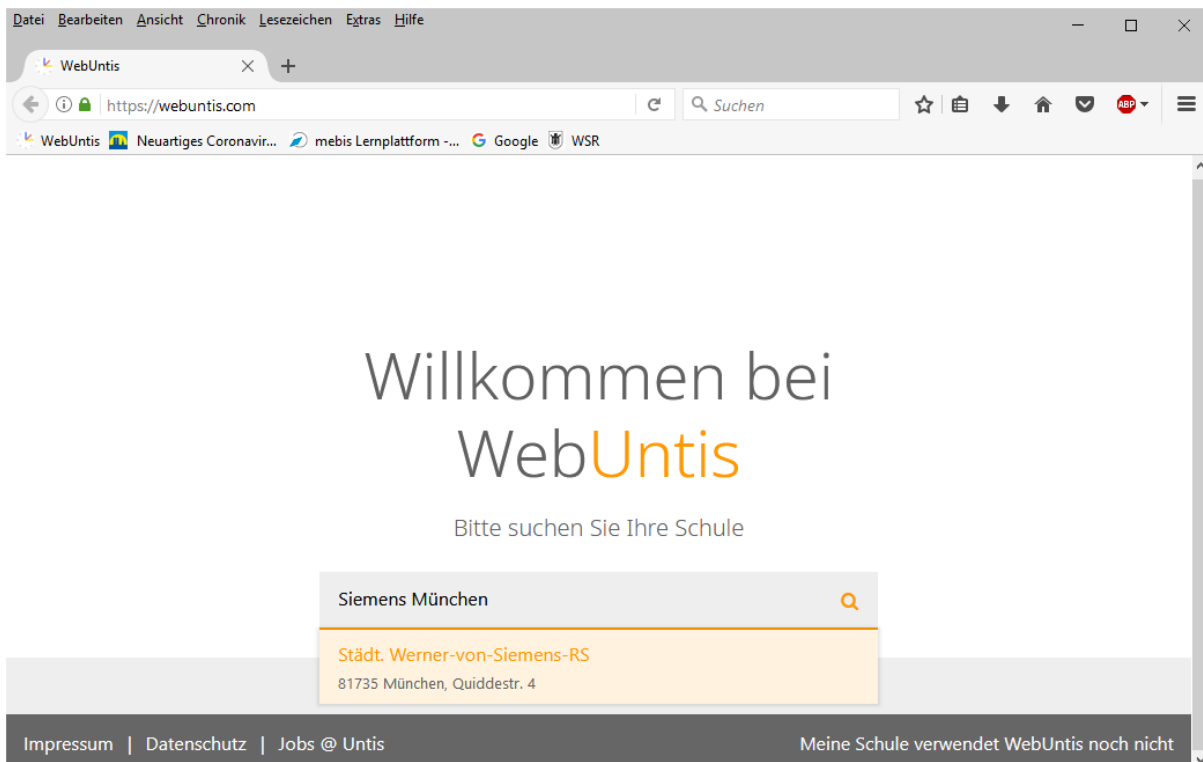 Datei Bearbeiten Ansicht Chronik Lesezeichen Extras Hilfe
WebUntis
https://webuntis.com Suchen ABP
WebUntis Neuartiges Coronavir... mebis Lernplattform -... G Google WSR
Willkommen bei
WebUntis
Bitte suchen Sie Ihre Schule
Siemens München
Städt. Werner-von-Siemens-RS
81735 München, Quiddestr. 4
Impressum | Datenschutz | Jobs @ Untis Meine Schule verwendet WebUntis noch nicht